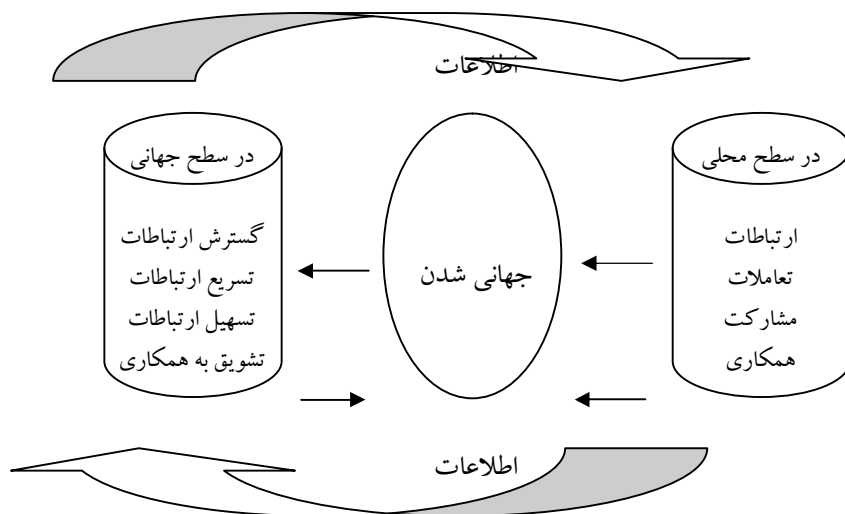 اطلاعات
در سطح محلی
ارتباطات
تعاملات
مشارکت
همکاری
جهانی شدن
در سطح جهانی
گسترش ارتباطات
تسریع ارتباطات
تسهیل ارتباطات
تشویق به همکاری
اطلاعات